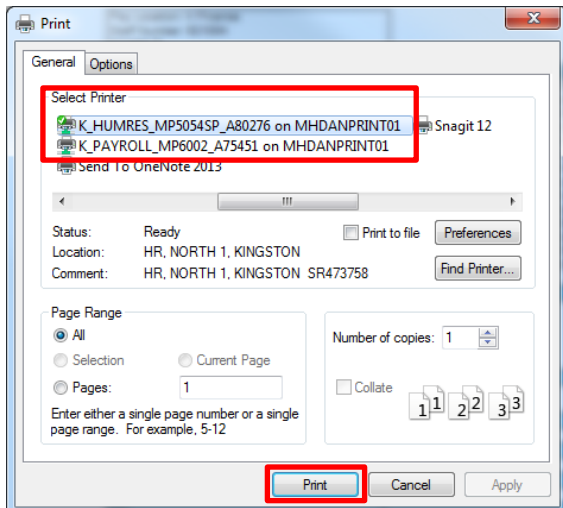 Print
General Options
Select Printer
K_HUMRES_MP5054SP_A80276 on MHDANPRINT01 Snagit 12
K_PAYROLL_MP6002_A75451 on MHDANPRINT01
Send To OneNote 2013
Status: Ready Print to file Preferences
Location: HR, NORTH 1, KINGSTON
Comment: HR, NORTH 1, KINGSTON SR473758 Find Printer...
Page Range
All Number of copies: 1
Selection Current Page
Pages: 1 Collate
1 1 2 2 3 3
Enter either a single page number or a single
page range. For example, 5-12
Print Cancel Apply